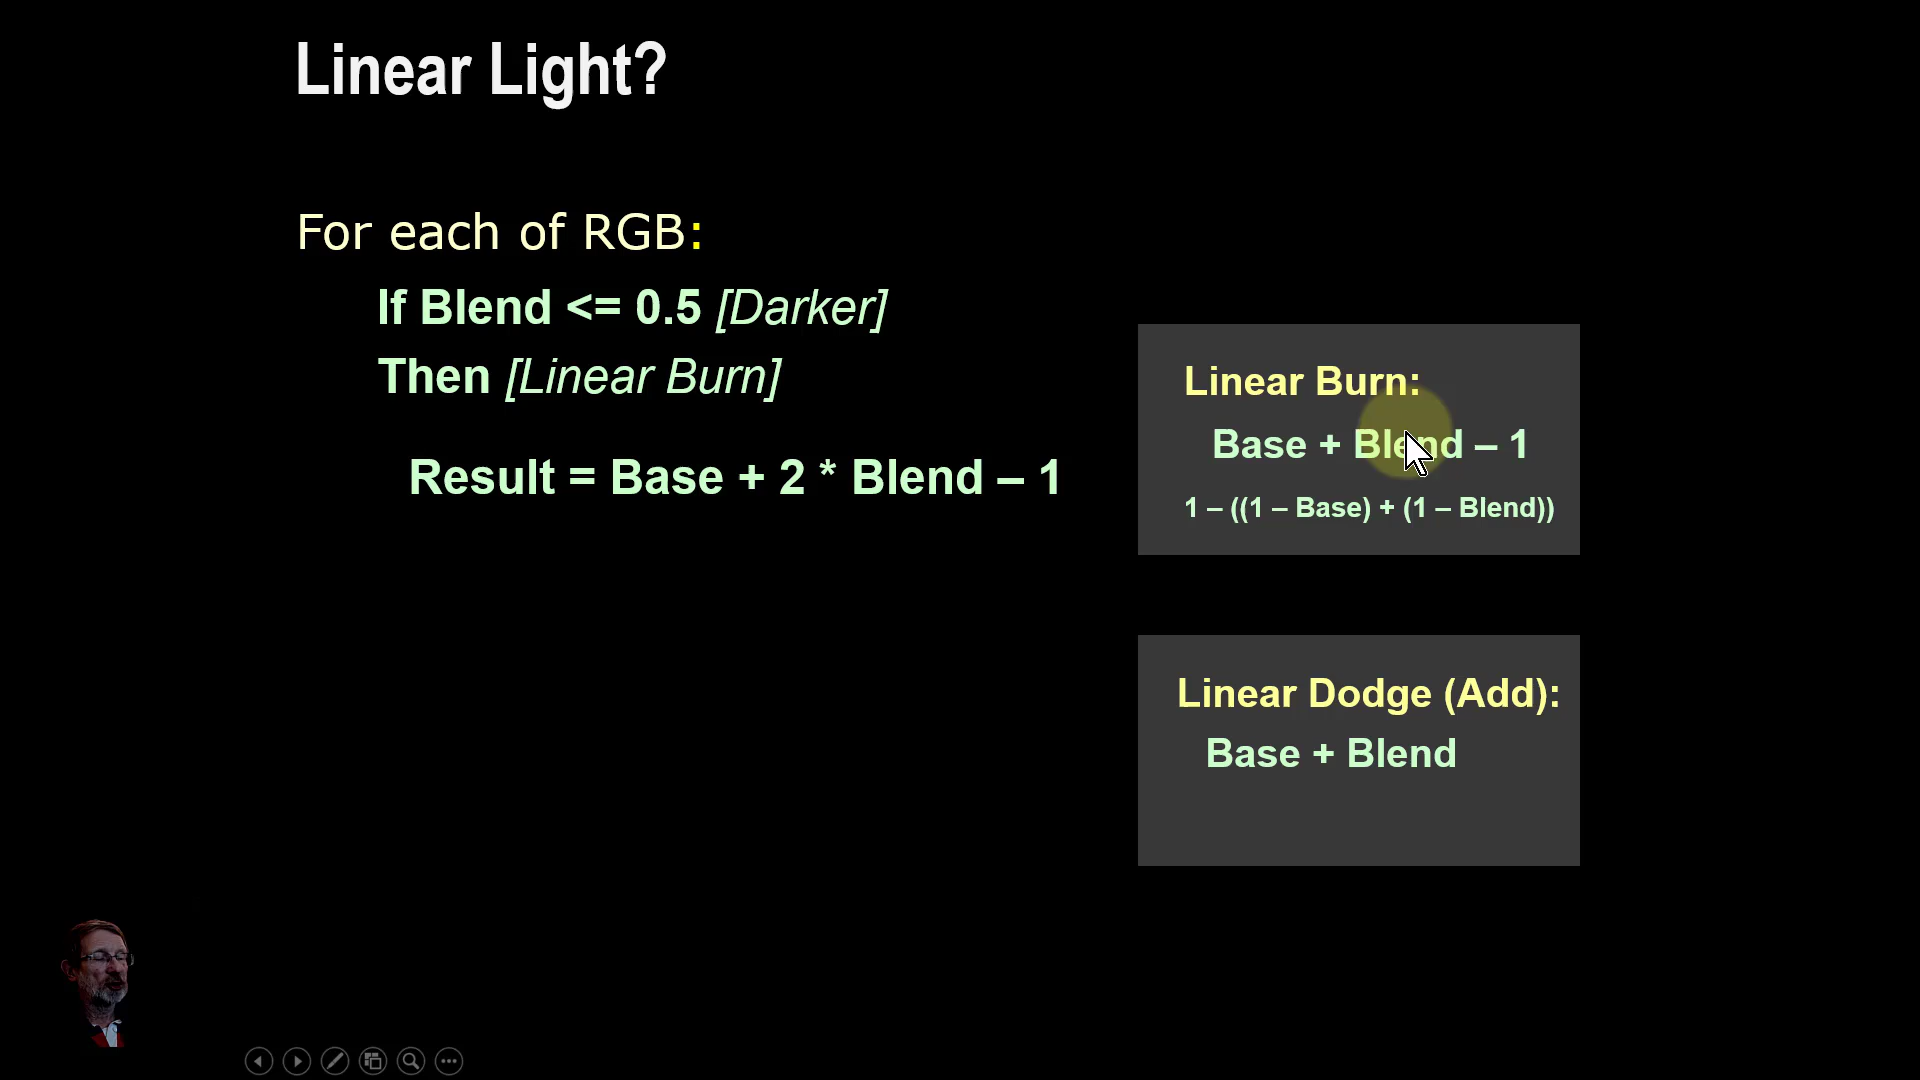 Linear Light?
For each of RGB:
If Blend <= 0.5 [Darker]
Then [Linear Burn]
Result = Base + 2 * Blend – 1
Linear Burn:
Base + Blend – 1
1 – ((1 – Base) + (1 – Blend))
Linear Dodge (Add):
Base + Blend